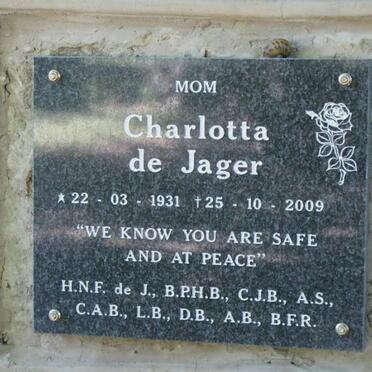 MOM
Charlotta
de Jager
★ 22 - 03 - 1931 † 25 - 10 - 2009
“WE KNOW YOU ARE SAFE
AND AT PEACE”
H.N.F. de J., B.P.H.B., C.J.B., A.S.,
C.A.B., L.B., D.B., A.B., B.F.R.